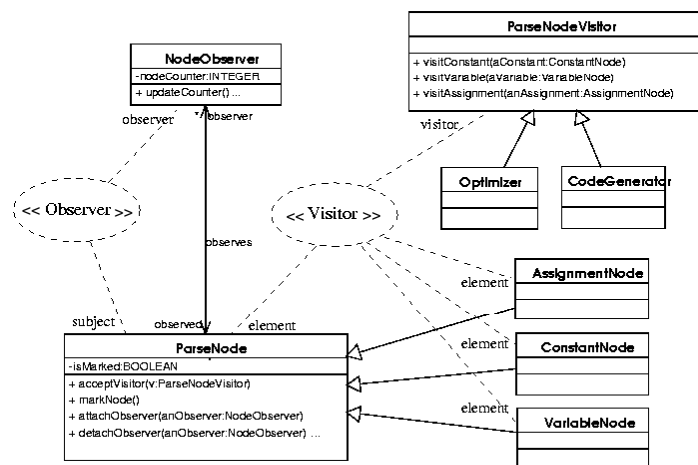 ParseNodeVisitor
+ visitConstant(aConstant:ConstantNode)
+ visitVariable(aVariable:VariableNode)
+ visitAssignment(anAssignment:AssignmentNode)
NodeObserver
-nodeCounter:INTEGER
+ updateCounter() ...
observer
*
observer
visitor
Optimizer
CodeGenerator
<< Observer >>
<< Visitor >>
observes
AssignmentNode
element
subject
observed
element
ParseNode
-isMarked:BOOLEAN
+ acceptVisitor(v:ParseNodeVisitor)
+ markNode()
+ attachObserver(anObserver:NodeObserver)
+ detachObserver(anObserver:NodeObserver) ...
element
ConstantNode
element
VariableNode